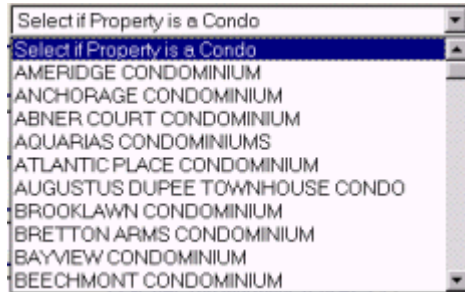 Select if Property is a Condo
Select if Property is a Condo
AMERIDGE CONDOMINIUM
ANCHORAGE CONDOMINIUM
ABNER COURT CONDOMINIUM
AQUARIAS CONDOMINIUMS
ATLANTIC PLACE CONDOMINIUM
AUGUSTUS DUPEE TOWNHOUSE CONDO
BROOKLAWN CONDOMINIUM
BRETTON ARMS CONDOMINIUM
BAYVIEW CONDOMINIUM
BEECHMONT CONDOMINIUM